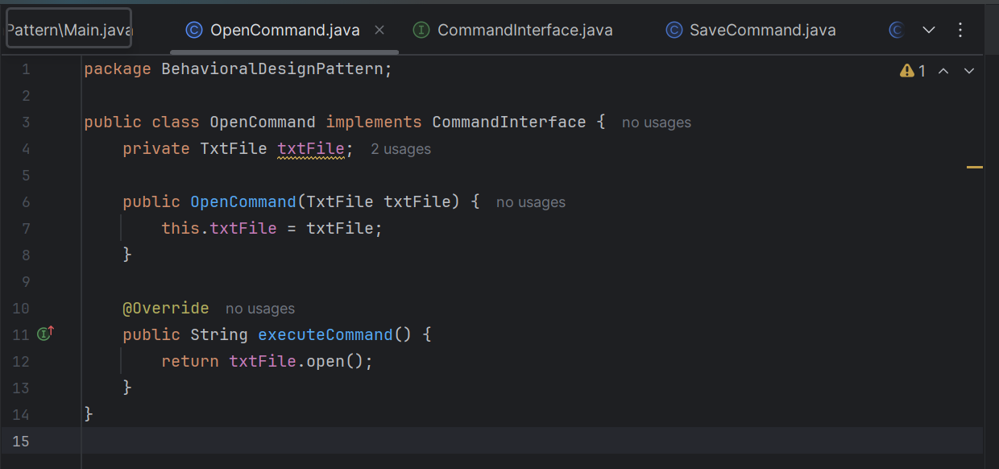 Pattern\Main.java OpenCommand.java CommandInterface.java SaveCommand.java
1 package BehavioralDesignPattern; 1
2
3 public class OpenCommand implements CommandInterface { no usages
4 private TxtFile txtFile; 2 usages
5
6 public OpenCommand(TxtFile txtFile) { no usages
7 this.txtFile = txtFile;
8 }
9
10 @Override no usages
11 public String executeCommand() {
12 return txtFile.open();
13 }
14 }
15